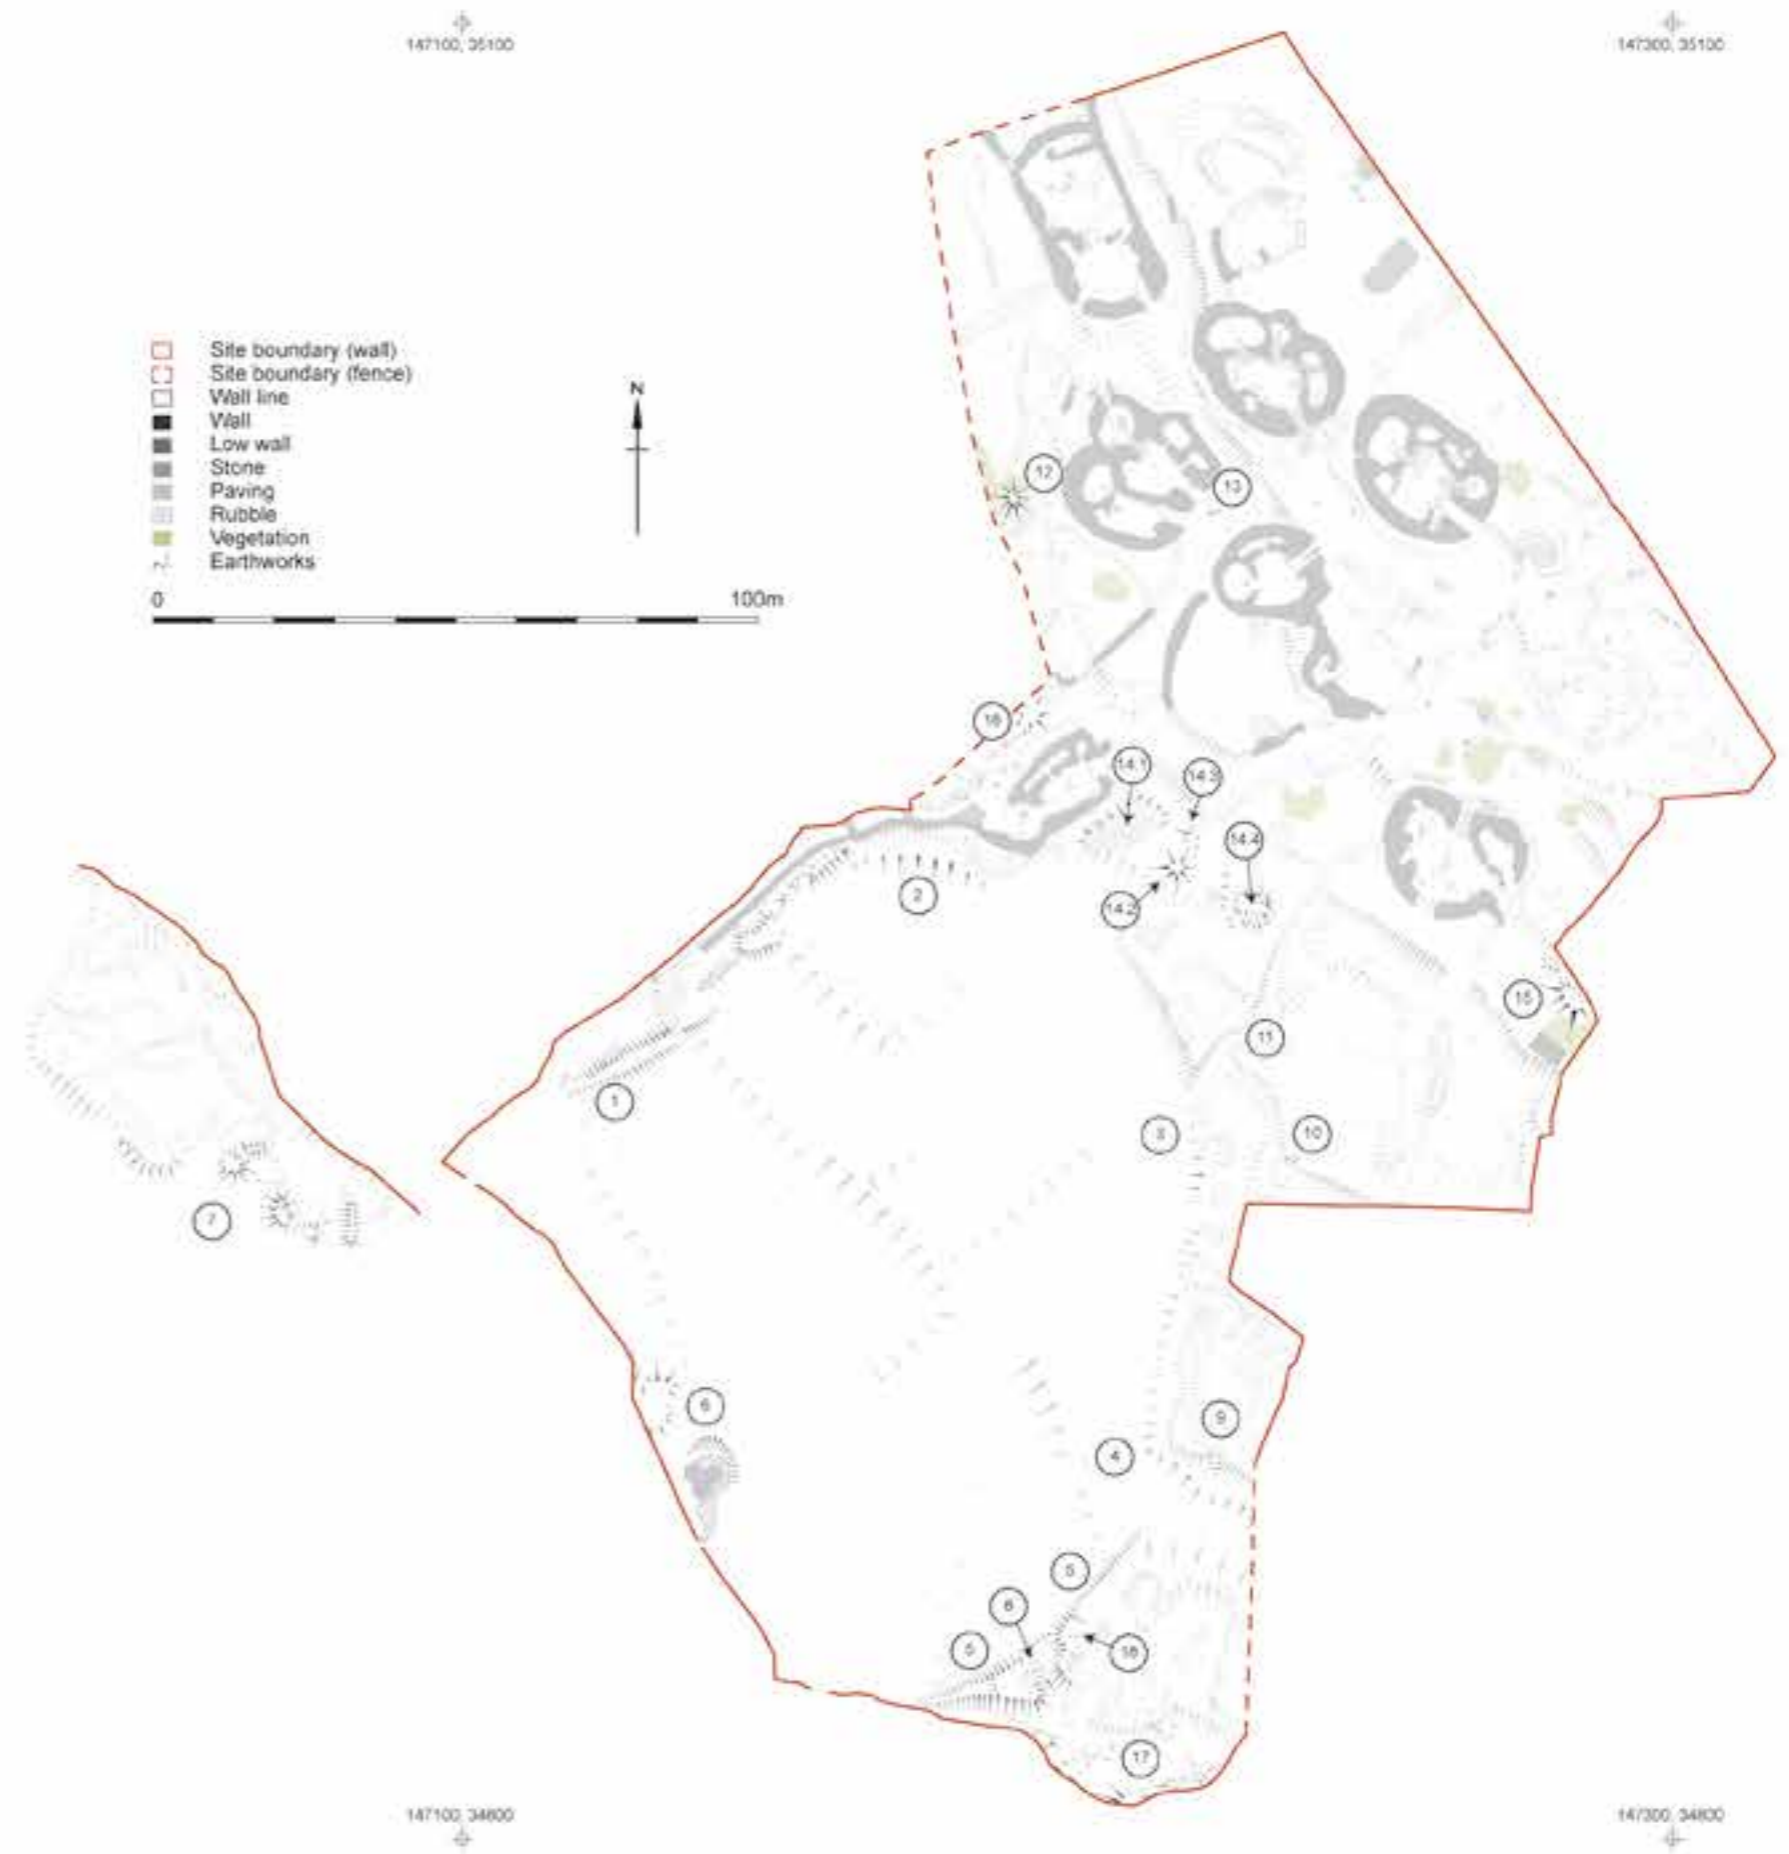 147100, 35100
147300, 35100
Site boundary (wall)
Site boundary (fence)
Wall line
Wall
Low wall
Stone
Paving
Rubble
Vegetation
Earthworks
N
0
100m
12
13
16
14.1
14.3
14.4
2
14.2
15
11
1
3
10
7
6
9
4
5
6
5
17
147100, 34800
147300, 34800